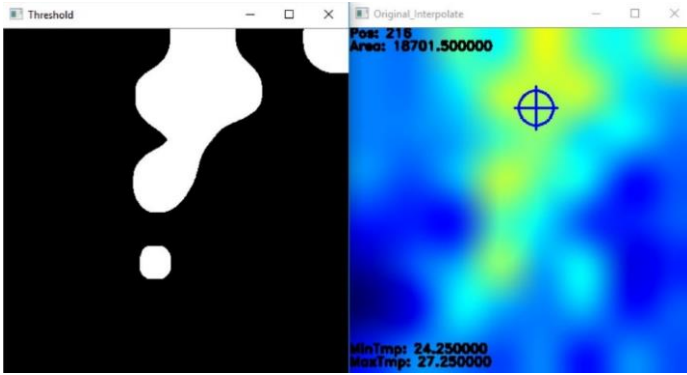 Threshold
Original_Interpolate
Pos: 216
Area: 18701.500000
MinTmp: 24.250000
MaxTmp: 27.250000